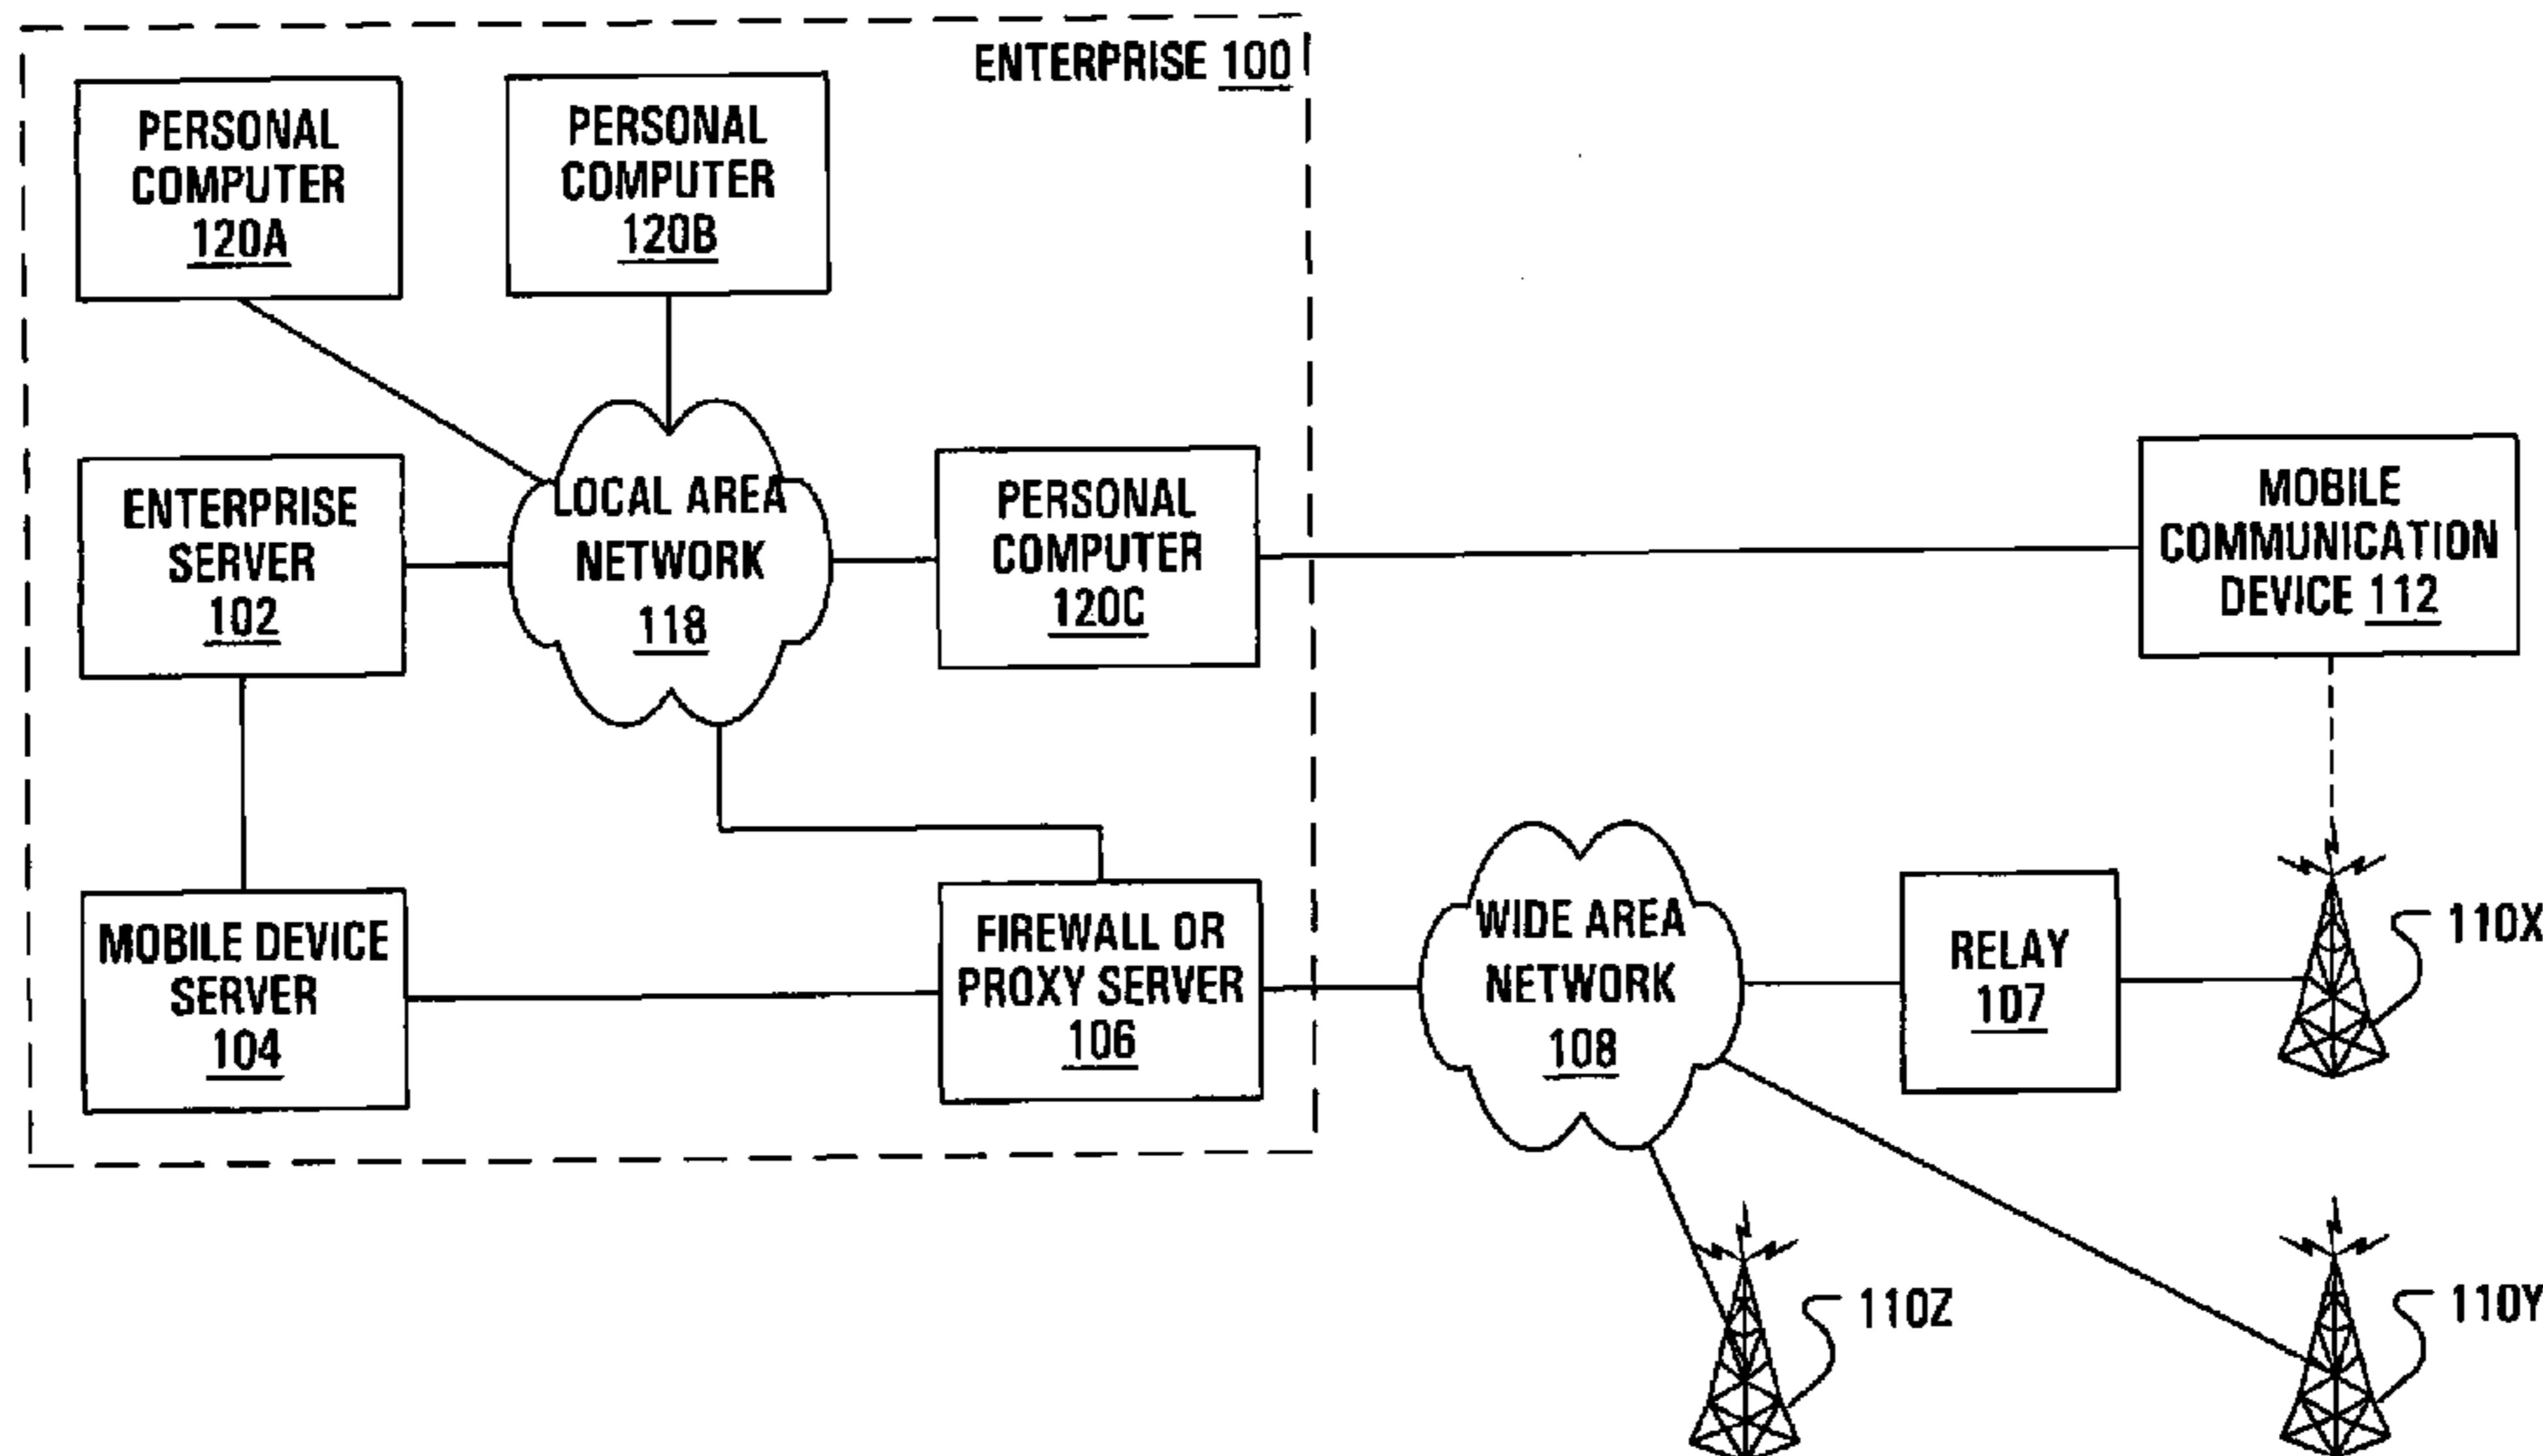 ENTERPRISE 100
PERSONAL
COMPUTER
120A
PERSONAL
COMPUTER
120B
ENTERPRISE
SERVER
102
LOCAL AREA
NETWORK
118
PERSONAL
COMPUTER
120C
MOBILE
COMMUNICATION
DEVICE 112
MOBILE DEVICE
SERVER
104
FIREWALL OR
PROXY SERVER
106
WIDE AREA
NETWORK
108
RELAY
107
110X
110Z
110Y